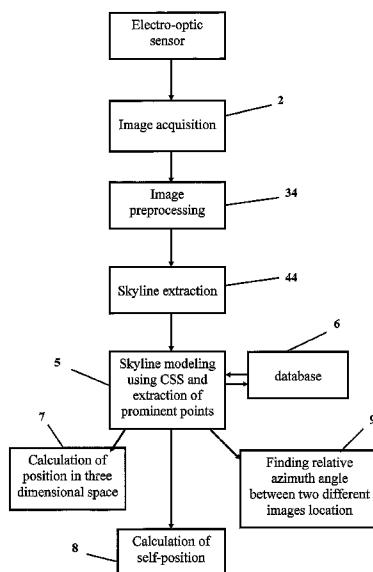 Electro-optic
sensor
2
Image acquisition
Image
preprocessing
34
Skyline extraction
44
6
5
Skyline modeling
using CSS and
extraction of
prominent points
database
7
9
Calculation of
position in three
dimensional space
Finding relative
azimuth angle
between two different
images location
Calculation of
self-position
8